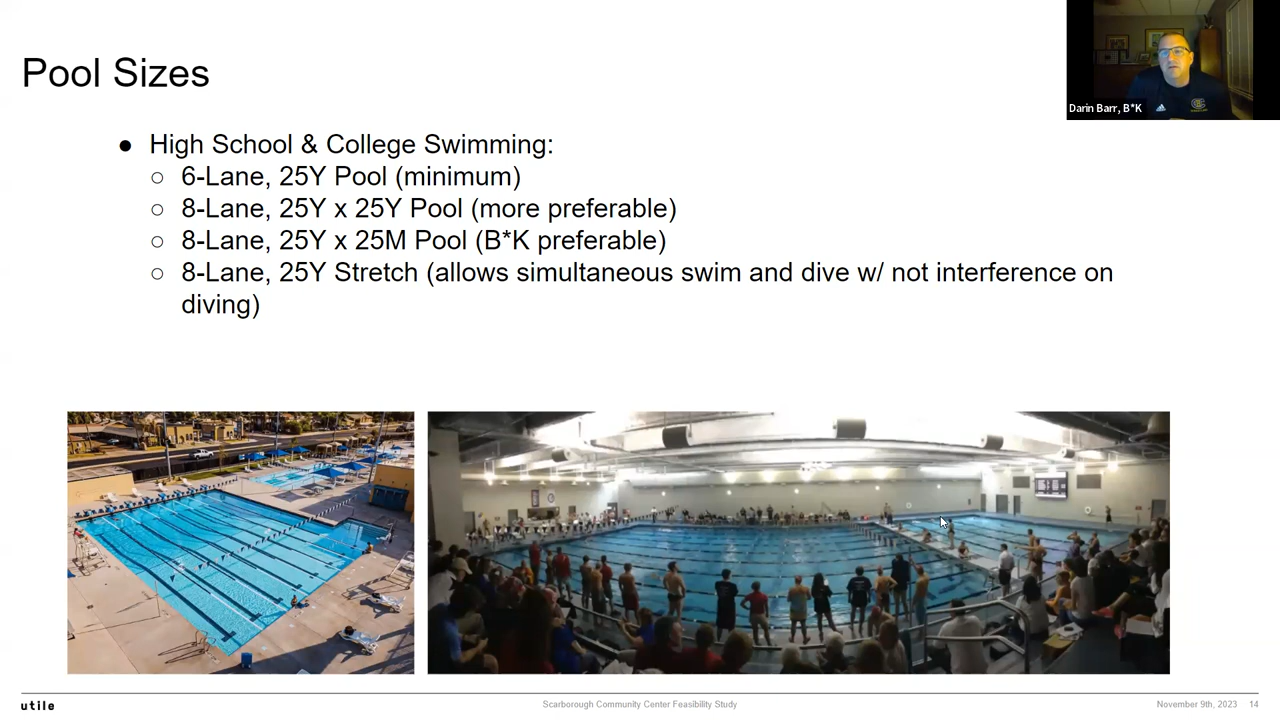 Pool Sizes
Darin Barr, B*K
● High School & College Swimming:
○ 6-Lane, 25Y Pool (minimum)
○ 8-Lane, 25Y x 25Y Pool (more preferable)
○ 8-Lane, 25Y x 25M Pool (B*K preferable)
○ 8-Lane, 25Y Stretch (allows simultaneous swim and dive w/ not interference on
diving)
utile
Scarborough Community Center Feasibility Study
November 9th, 2023 14